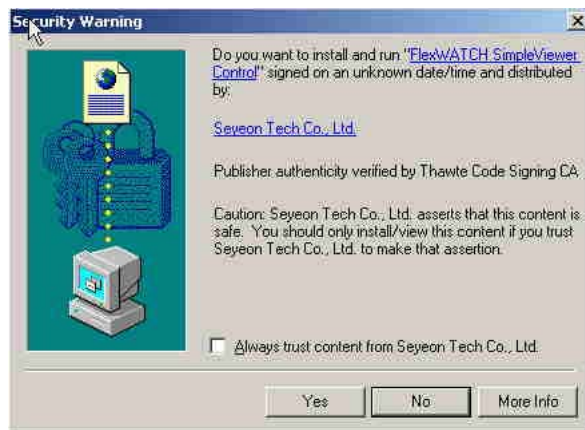 Security Warning
Do you want to install and run "FlexWATCH SimpleViewer
Control" signed on an unknown date/time and distributed
by:
Seyeon Tech Co., Ltd.
Publisher authenticity verified by Thawte Code Signing CA
Caution: Seyeon Tech Co., Ltd. asserts that this content is
safe. You should only install/view this content if you trust
Seyeon Tech Co., Ltd. to make that assertion.
Always trust content from Seyeon Tech Co., Ltd.
Yes
No
More Info